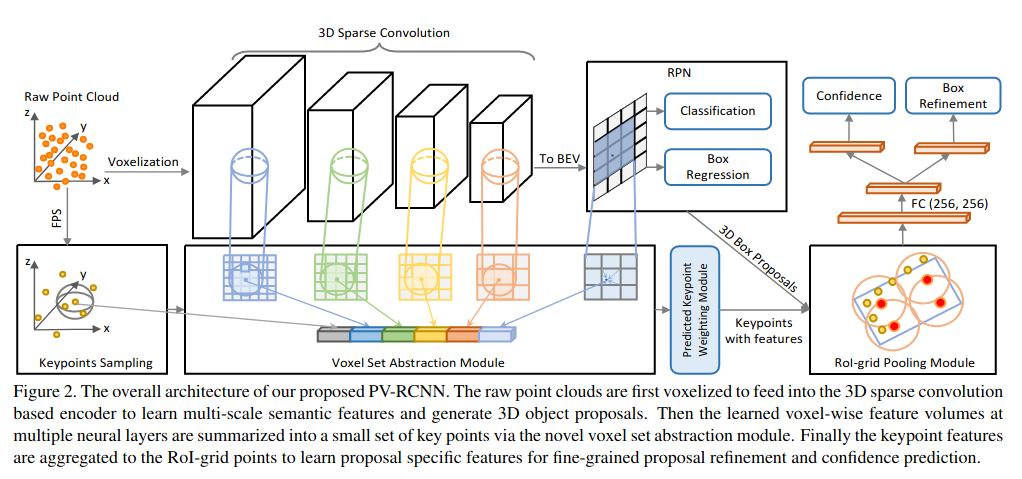 3D Sparse Convolution
Raw Point Cloud
z
y
x
Voxelization
FPS
To BEV
RPN
Classification
Box
Regression
Confidence
Box
Refinement
FC (256, 256)
3D Box Proposals
z
y
x
Keypoints Sampling
Voxel Set Abstraction Module
Predicted Keypoint
Weighting Module
Keypoints
with features
RoI-grid Pooling Module
Figure 2. The overall architecture of our proposed PV-RCNN. The raw point clouds are first voxelized to feed into the 3D sparse convolution
based encoder to learn multi-scale semantic features and generate 3D object proposals. Then the learned voxel-wise feature volumes at
multiple neural layers are summarized into a small set of key points via the novel voxel set abstraction module. Finally the keypoint features
are aggregated to the RoI-grid points to learn proposal specific features for fine-grained proposal refinement and confidence prediction.